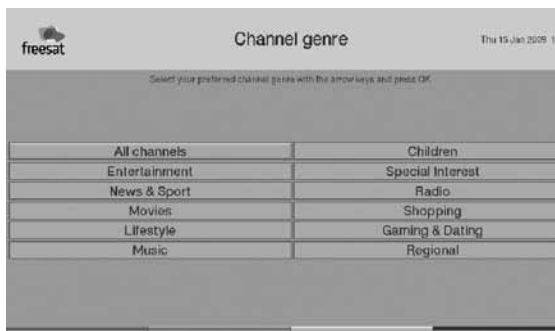 freesat
Channel genre
Thu 15 Jan 2009 1
Select your preferred channel genre with the arrow keys and press OK
All channels
Children
Entertainment
Special Interest
News & Sport
Radio
Movies
Shopping
Lifestyle
Gaming & Dating
Music
Regional